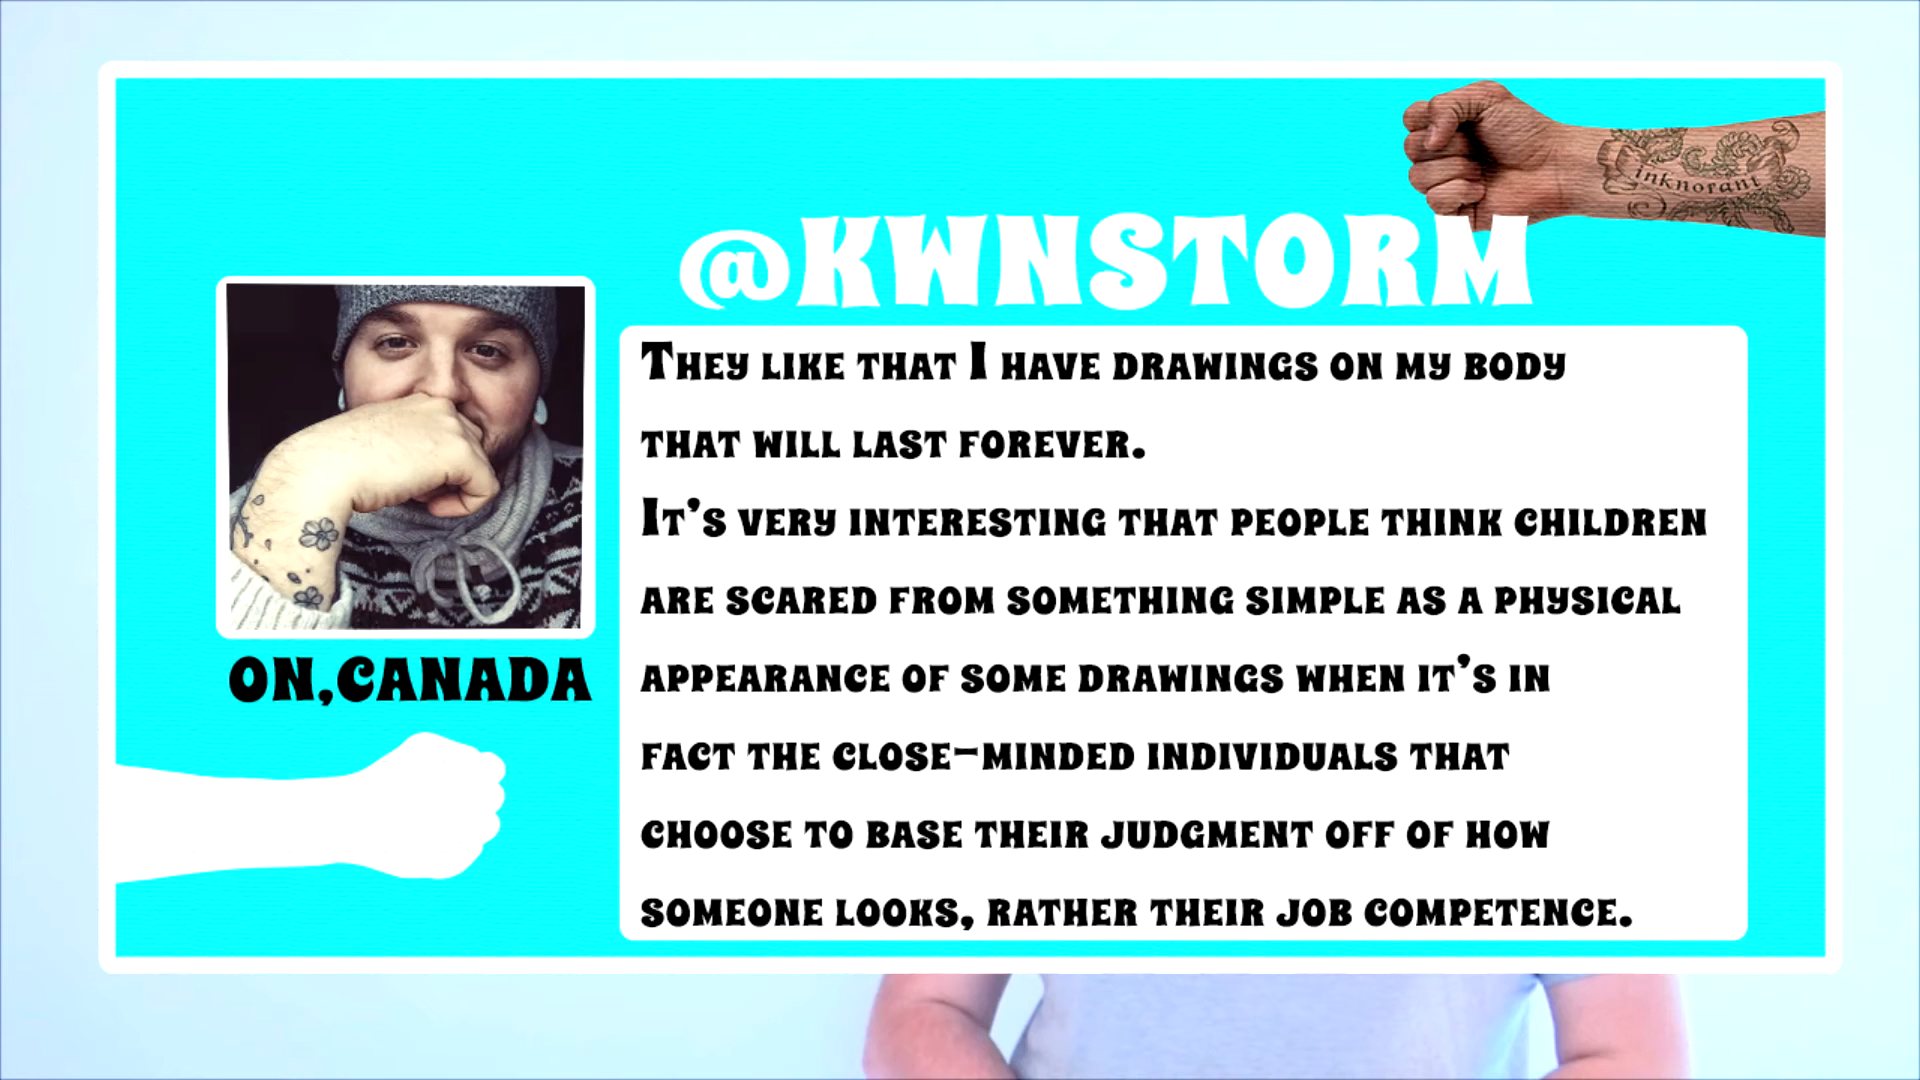 inknorant
@KWNSTORM
They like that I have drawings on my body
that will last forever.
It's very interesting that people think children
are scared from something simple as a physical
appearance of some drawings when it's in
fact the close-minded individuals that
choose to base their judgment off of how
someone looks, rather their job competence.
ON,CANADA